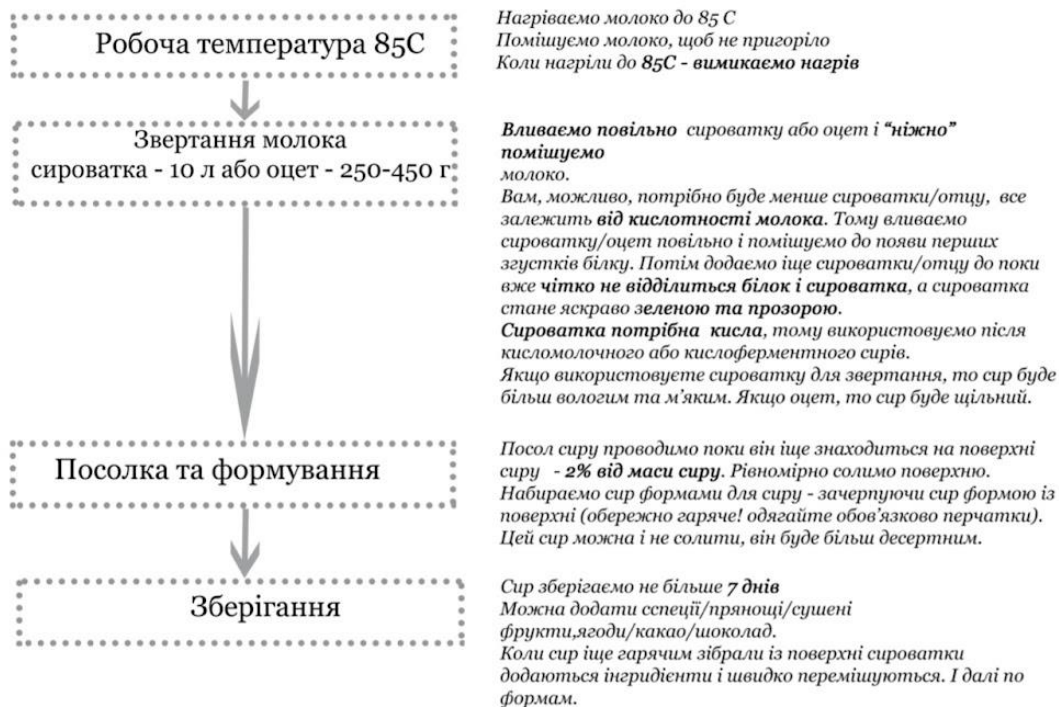 Робоча температура 85С
Нагріваємо молоко до 85 С
Помішуємо молоко, щоб не пригоріло
Коли нагріли до 85С - вимикаємо нагрів
Звертання молока
сироватка - 10 л або оцет - 250-450 г
Вливаємо повільно сироватку або оцет і “ніжно”
помішуємо
молоко.
Вам, можливо, потрібно буде менше сироватки/отцу, все
залежить від кислотності молока. Тому вливаємо
сироватку/оцет повільно і помішуємо до появи перших
згустків білку. Потім додаємо іще сироватки/отцу до поки
вже чітко не відділиться білок і сироватка, а сироватка
стане яскраво зеленою та прозорою.
Сироватка потрібна кисла, тому використовуємо після
кисломолочного або кислоферментного сирів.
Якщо використовуєте сироватку для звертання, то сир буде
більш вологим та м’яким. Якщо оцет, то сир буде щільний.
Посолка та формування
Посол сиру проводимо поки він іще знаходиться на поверхні
сиру - 2% від маси сиру. Рівномірно солимо поверхню.
Набираємо сир формами для сиру - зачерпуючи сир формою із
поверхні (обережно гаряче! одягайте обов’язково перчатки).
Цей сир можна і не солити, він буде більш десертним.
Зберігання
Сир зберігаємо не більше 7 днів
Можна додати сспеції/прянощі/сушені
фрукти,ягоди/какао/шоколад.
Коли сир іще гарячим зібрали із поверхні сироватки
додаються інгридієнти і швидко перемішуються. І далі по
формам.